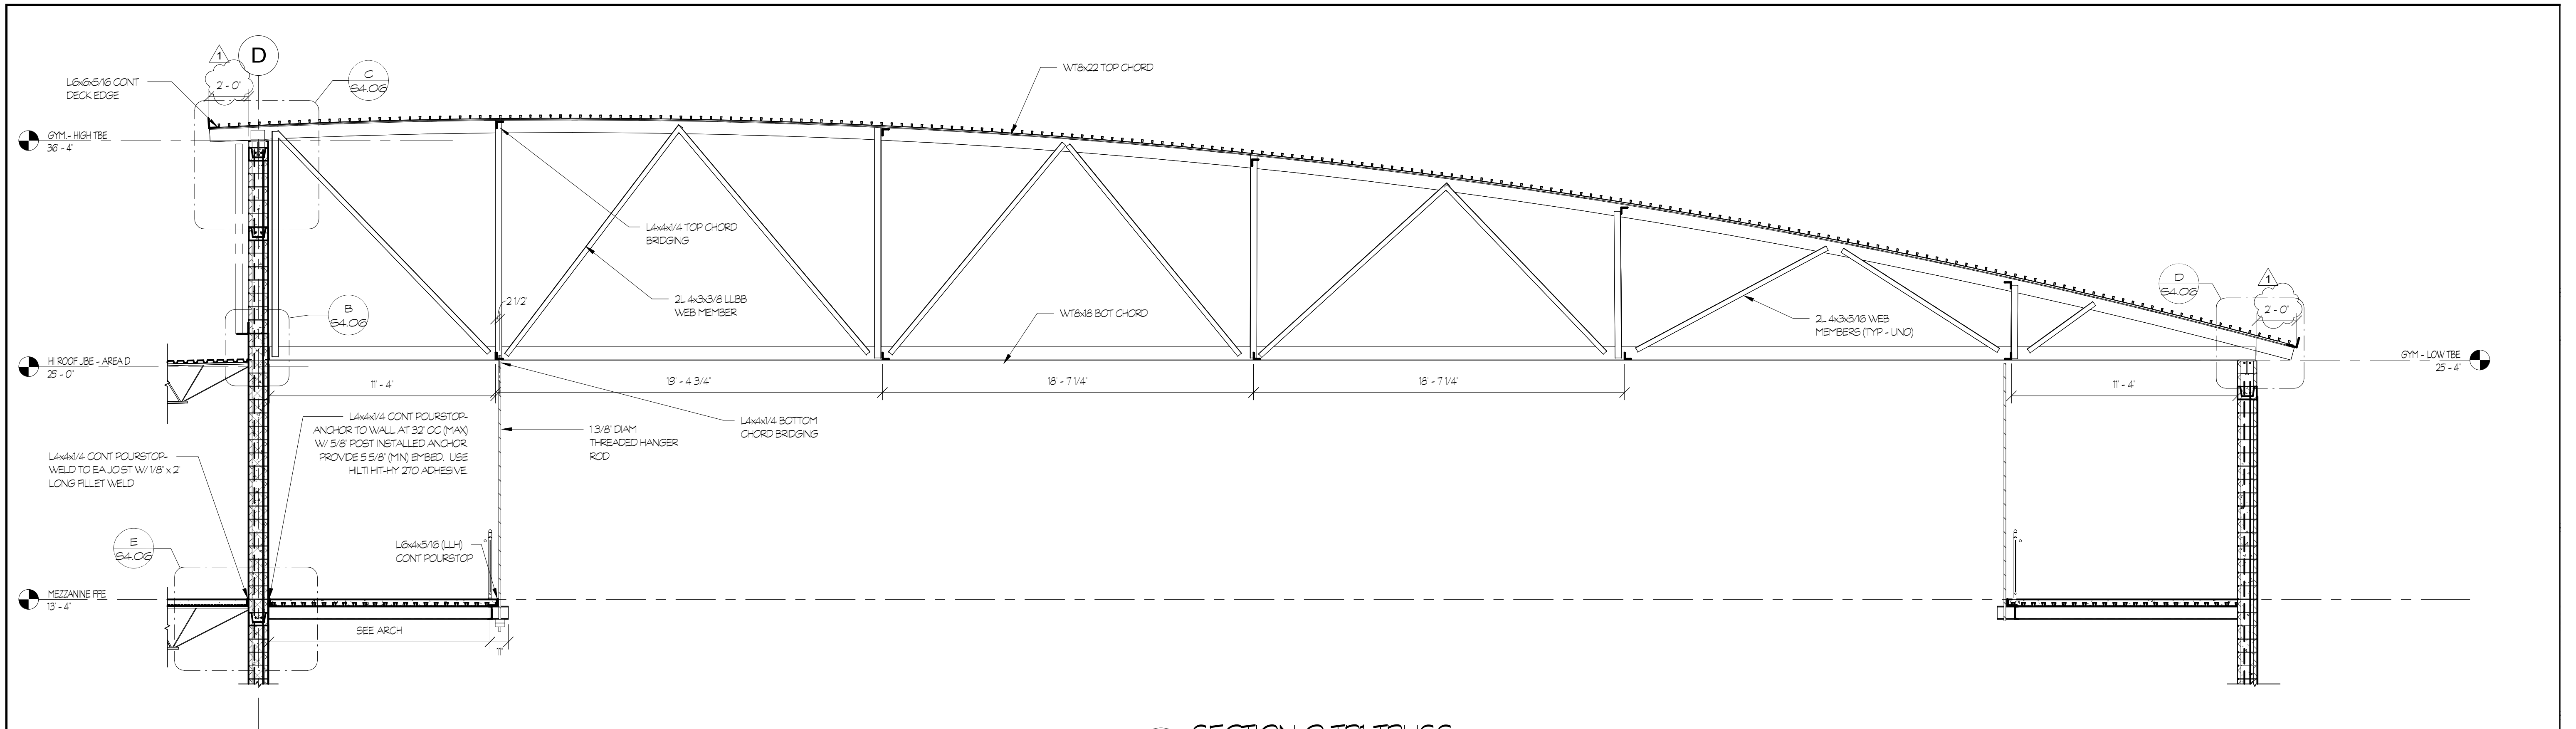 1
D
2' - 0"
C
S4.06
L6x6x5/16 CONT
DECK EDGE
WT8x22 TOP CHORD
GYM.- HIGH TBE
36' - 4"
L4x4x1/4 TOP CHORD
BRIDGING
2L 4x3x3/8 LLBB
WEB MEMBER
2 1/2"
B
S4.06
WT8x18 BOT CHORD
2L 4x3x5/16 WEB
MEMBERS (TYP - UNO)
D
S4.06
1
2' - 0"
HI ROOF JBE - AREA D
25' - 0"
GYM - LOW TBE
25' - 4"
11' - 4"
19' - 4 3/4"
18' - 7 1/4"
18' - 7 1/4"
11' - 4"
L4x4x1/4 CONT POURSTOP-
ANCHOR TO WALL AT 32" OC (MAX)
W/ 5/8" POST INSTALLED ANCHOR.
PROVIDE 5 5/8" (MIN) EMBED. USE
HILTI HIT-HY 270 ADHESIVE.
1 3/8" DIAM
THREADED HANGER
ROD
L4x4x1/4 BOTTOM
CHORD BRIDGING
L4x4x1/4 CONT POURSTOP-
WELD TO EA JOIST W/ 1/8" x 2"
LONG FILLET WELD
E
S4.06
L6x4x5/16 (LLH)
CONT POURSTOP
MEZZANINE FFE
13' - 4"
SEE ARCH
11"